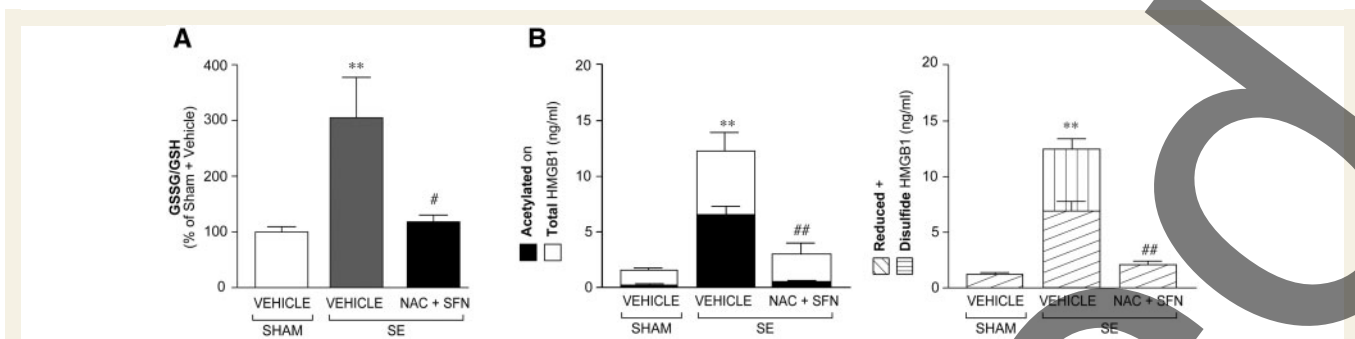 A
GSSG/GSH
(% of Sham + Vehicle)
400
300
200
100
0
**
#
VEHICLE
VEHICLE
NAC + SFN
SHAM
SE
B
Acetylated on
Total HMGB1 (ng/ml)
20
15
10
5
0
**
##
VEHICLE
VEHICLE
NAC + SFN
SHAM
SE
Reduced +
Disulfide HMGB1 (ng/ml)
20
15
10
5
0
**
##
VEHICLE
VEHICLE
NAC + SFN
SHAM
SE